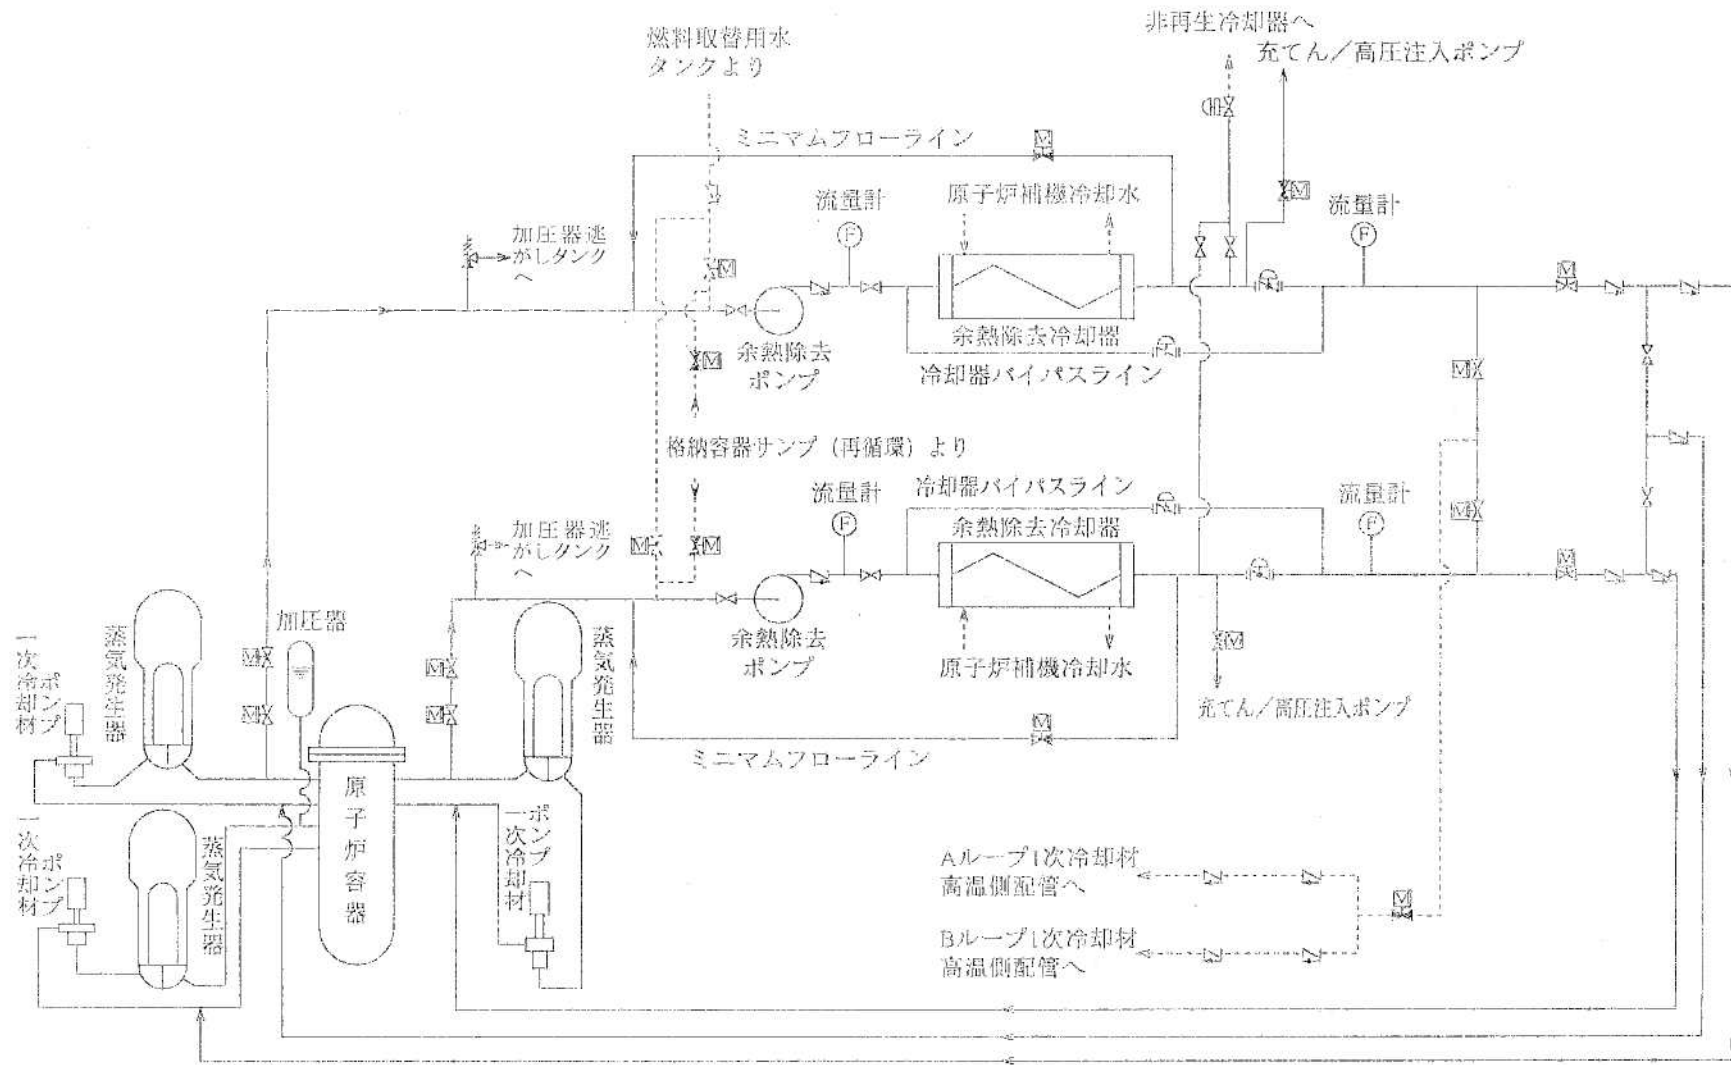 非再生冷却器へ
充てん／高圧注入ポンプ
燃料取替用水
タンクより
ミニマムフローライン
M
流量計
F
原子炉補機冷却水
M
流量計
F
加圧器逃
がしタンク
へ
M
M
余熱除去
ポンプ
余熱除去冷却器
冷却器バイパスライン
M
M
格納容器サンプ（再循環）より
冷却器バイパスライン
流量計
F
余熱除去冷却器
流量計
F
M
加圧器逃
がしタンク
へ
M
M
M
余熱除去
ポンプ
原子炉補機冷却水
M
充てん／高圧注入ポンプ
M
ミニマムフローライン
加圧器
M
M
M
M
蒸気発生器
蒸気発生器
一次冷却材
ポンプ
原子炉容器
一次冷却材
ポンプ
一次冷却材
ポンプ
蒸気発生器
Aループ1次冷却材
高温側配管へ
M
Bループ1次冷却材
高温側配管へ